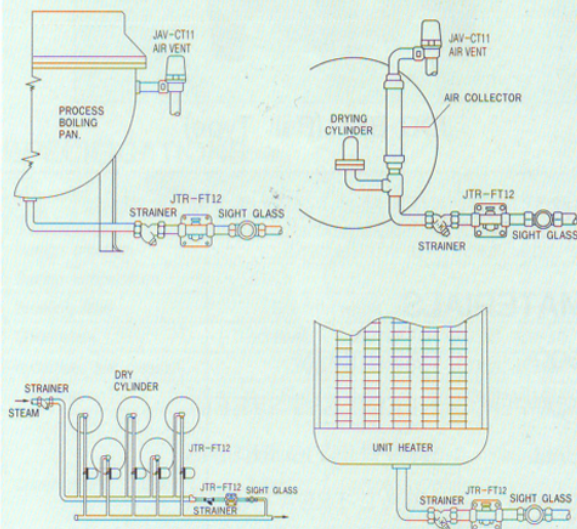 JAV-CT11
AIR VENT
PROCESS
BOILING
PAN.
STRAINER
JTR-FT12
SIGHT GLASS
JAV-CT11
AIR VENT
AIR COLLECTOR
DRYING
CYLINDER
JTR-FT12
STRAINER
SIGHT GLASS
STRAINER
STEAM
DRY
CYLINDER
JTR-FT12
JTR-FT12
SIGHT GLASS
STRAINER
UNIT HEATER
STRAINER
JTR-FT12
SIGHT GLASS
MATERIALS